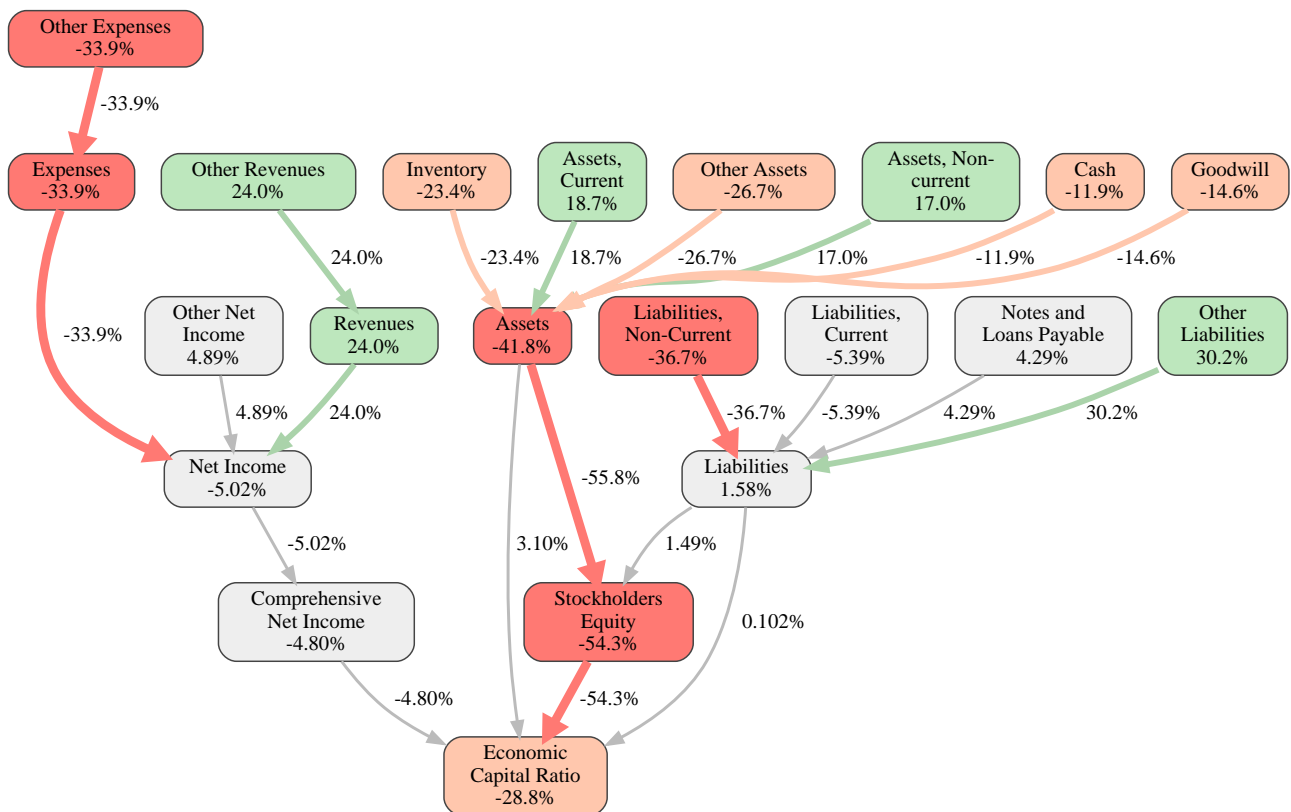 Other Expenses
-33.9%
-33.9%
Expenses
-33.9%
Other Revenues
24.0%
Inventory
-23.4%
Assets,
Current
18.7%
Other Assets
-26.7%
Assets, Non-
current
17.0%
Cash
-11.9%
Goodwill
-14.6%
24.0%
-23.4%
18.7%
-26.7%
17.0%
-11.9%
-14.6%
-33.9%
Other Net
Income
4.89%
Revenues
24.0%
Assets
-41.8%
Liabilities,
Non-Current
-36.7%
Liabilities,
Current
-5.39%
Notes and
Loans Payable
4.29%
Other
Liabilities
30.2%
4.89%
24.0%
-36.7%
-5.39%
4.29%
30.2%
Net Income
-5.02%
-55.8%
Liabilities
1.58%
-5.02%
3.10%
1.49%
Comprehensive
Net Income
-4.80%
Stockholders
Equity
-54.3%
0.102%
-4.80%
-54.3%
Economic
Capital Ratio
-28.8%